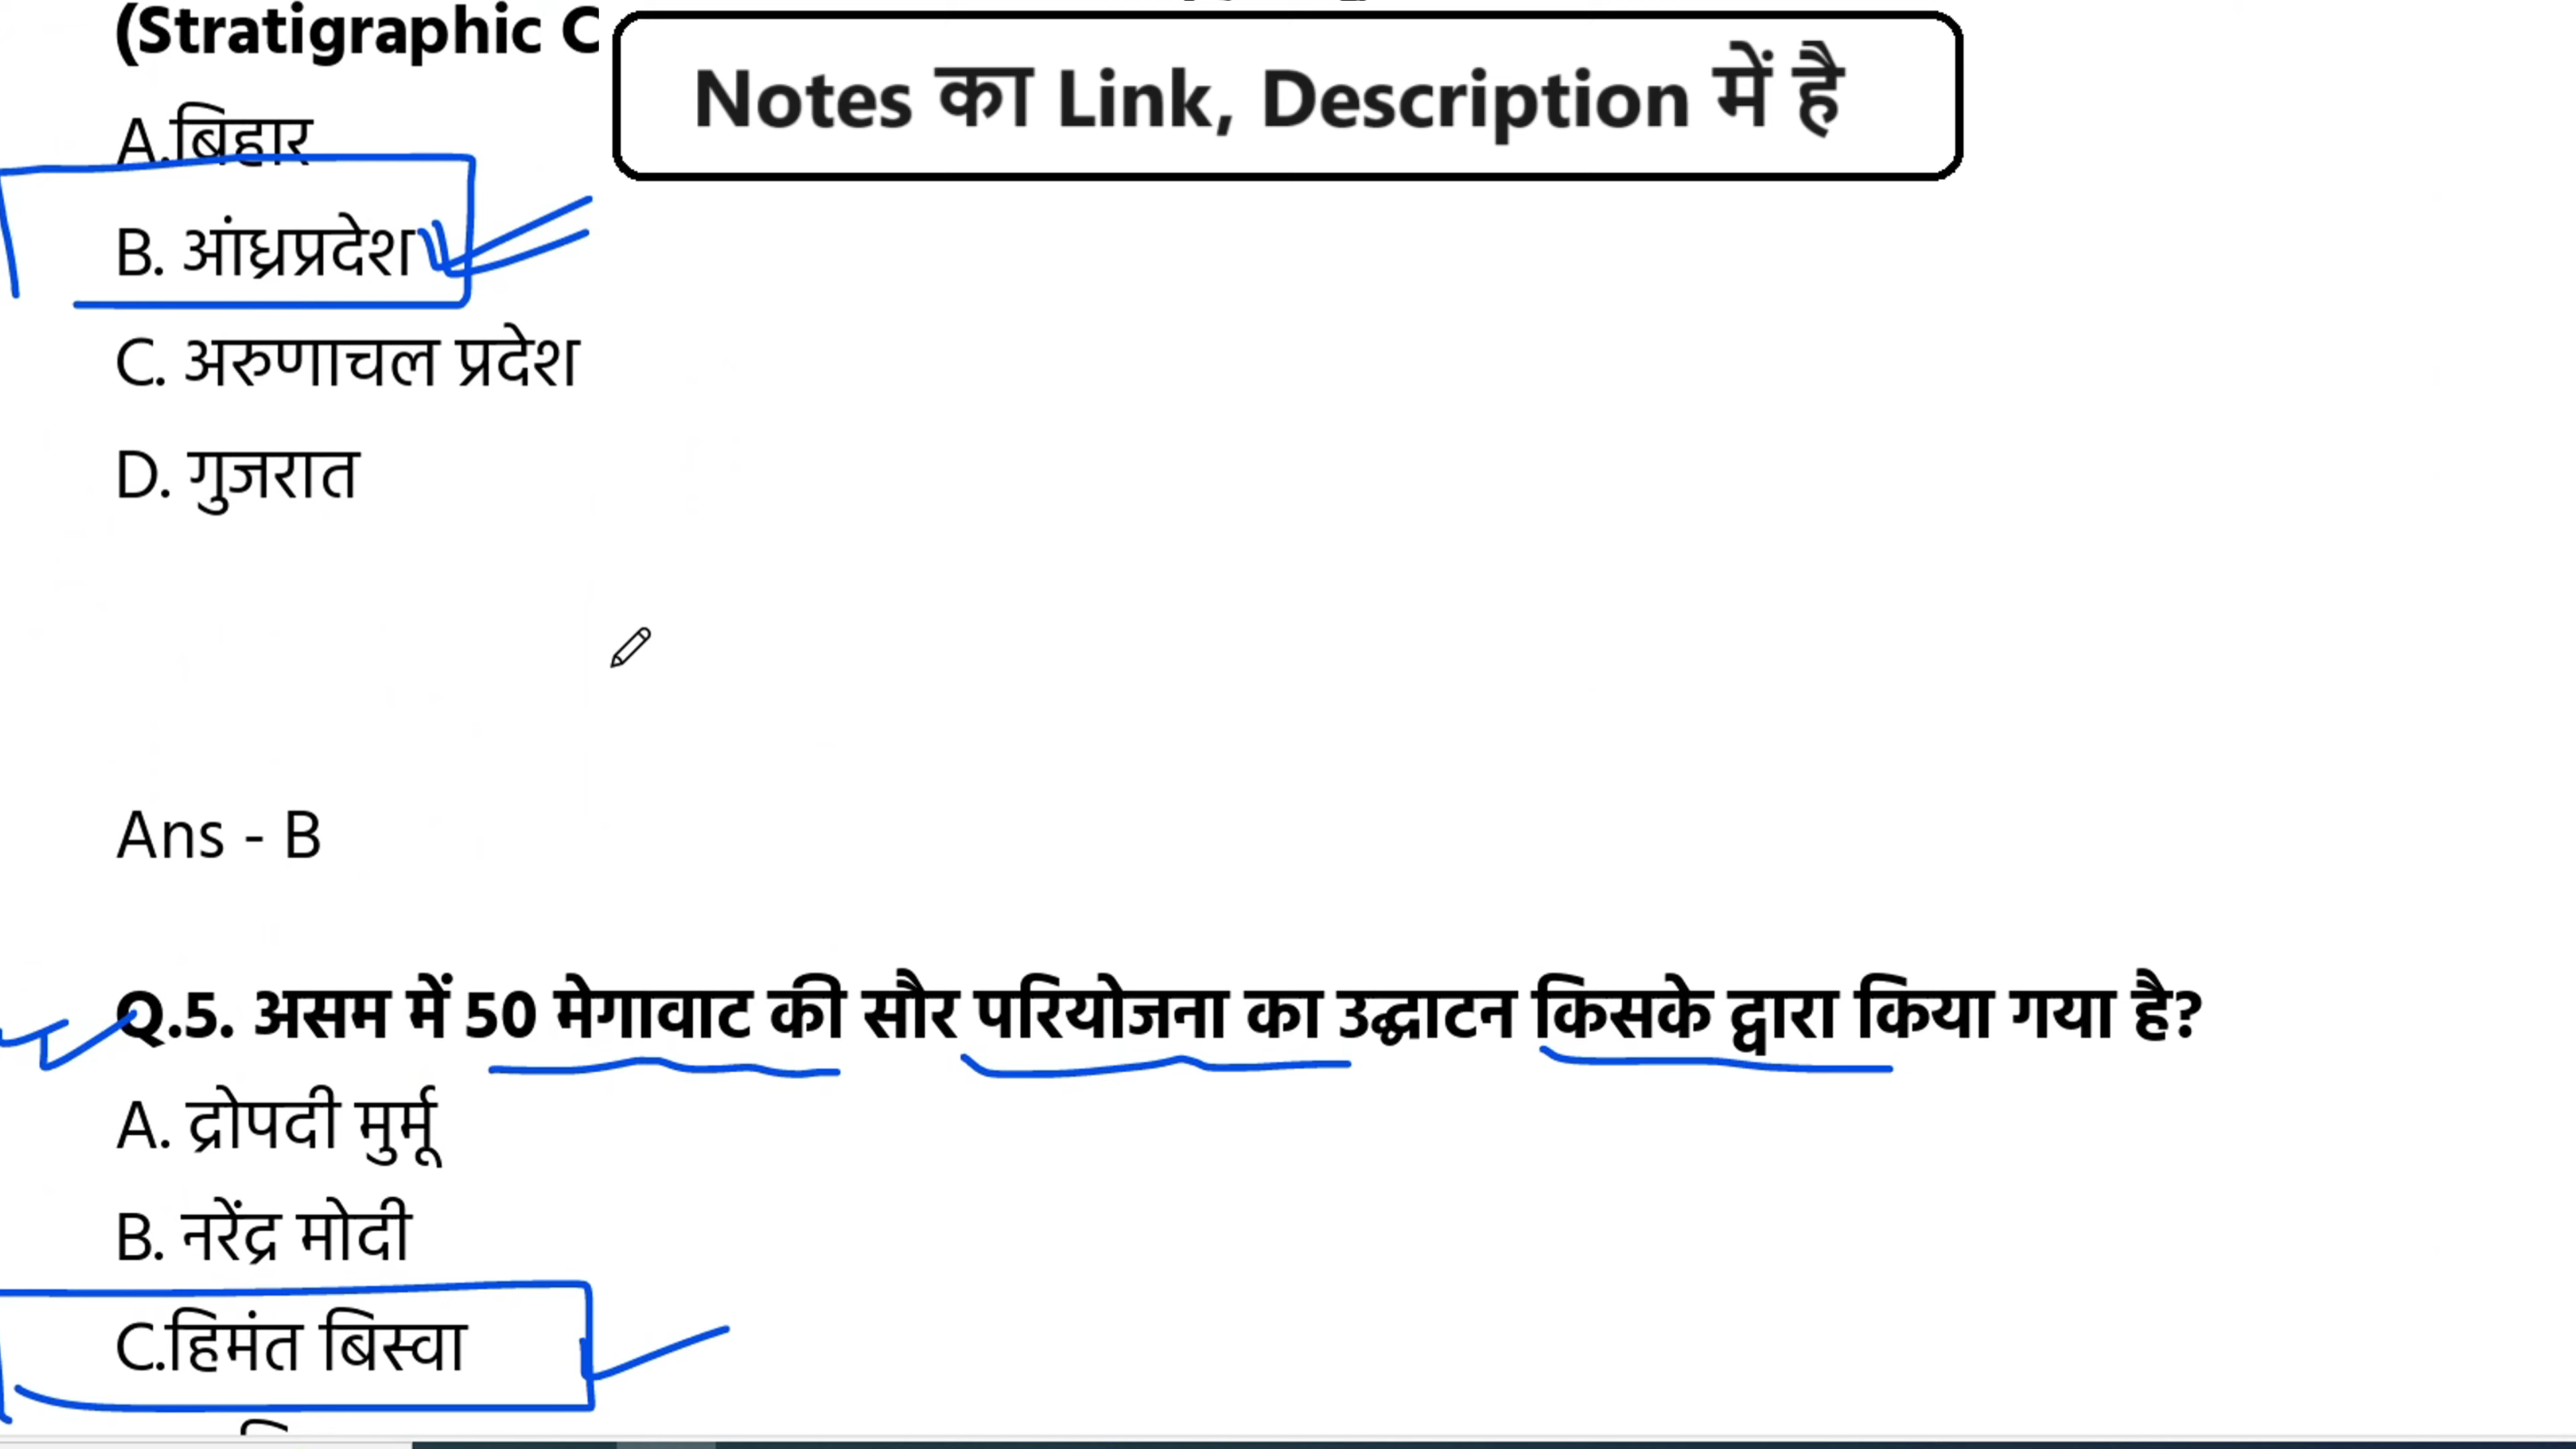 (Stratigraphic C
Notes का Link, Description में है
A.बिहार
B. आंध्रप्रदेश
C. अरुणाचल प्रदेश
D. गुजरात
Ans - B
Q.5. असम में 50 मेगावाट की सौर परियोजना का उद्घाटन किसके द्वारा किया गया है?
A. द्रोपदी मुर्मू
B. नरेंद्र मोदी
C.हिमंत बिस्वा